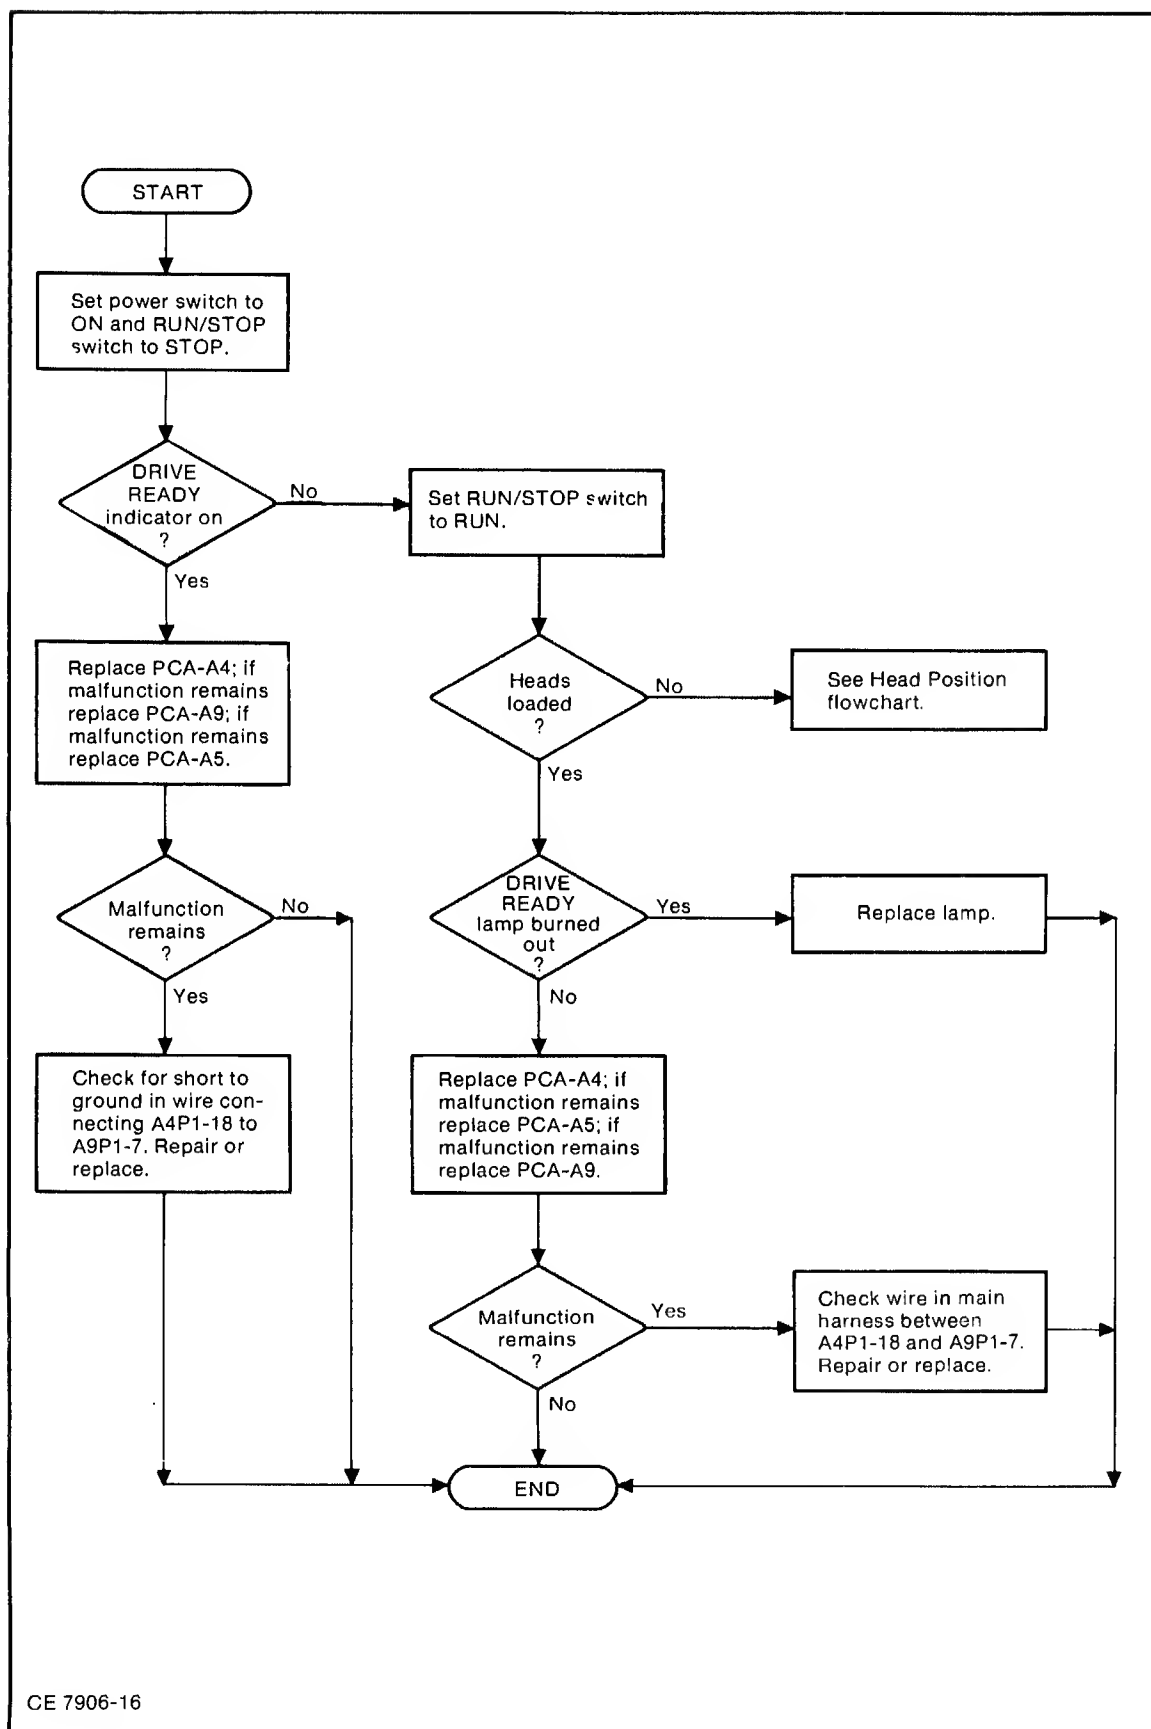 START
Set power switch to
ON and RUN/STOP
switch to STOP.
DRIVE
READY
indicator on
?
No
Yes
Set RUN/STOP switch
to RUN.
Replace PCA-A4; if
malfunction remains
replace PCA-A9; if
malfunction remains
replace PCA-A5.
Heads
loaded
?
No
Yes
See Head Position
flowchart.
Malfunction
remains
?
No
Yes
DRIVE
READY
lamp burned
out
?
Yes
No
Replace lamp.
Check for short to
ground in wire con-
necting A4P1-18 to
A9P1-7. Repair or
replace.
Replace PCA-A4; if
malfunction remains
replace PCA-A5; if
malfunction remains
replace PCA-A9.
Malfunction
remains
?
Yes
No
Check wire in main
harness between
A4P1-18 and A9P1-7.
Repair or replace.
END
CE 7906-16